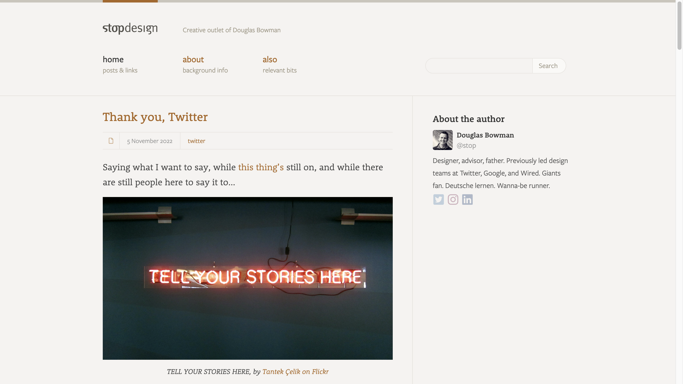 stopdesign
Creative outlet of Douglas Bowman
home
posts & links
about
background info
also
relevant bits
Search
Thank you, Twitter
5 November 2022
twitter
Saying what I want to say, while this thing's still on, and while there
are still people here to say it to…
TELL YOUR STORIES HERE
TELL YOUR STORIES HERE, by Tantek Çelik on Flickr
About the author
Douglas Bowman
@stop
Designer, advisor, father. Previously led design
teams at Twitter, Google, and Wired. Giants
fan. Deutsche lernen. Wanna-be runner.
in